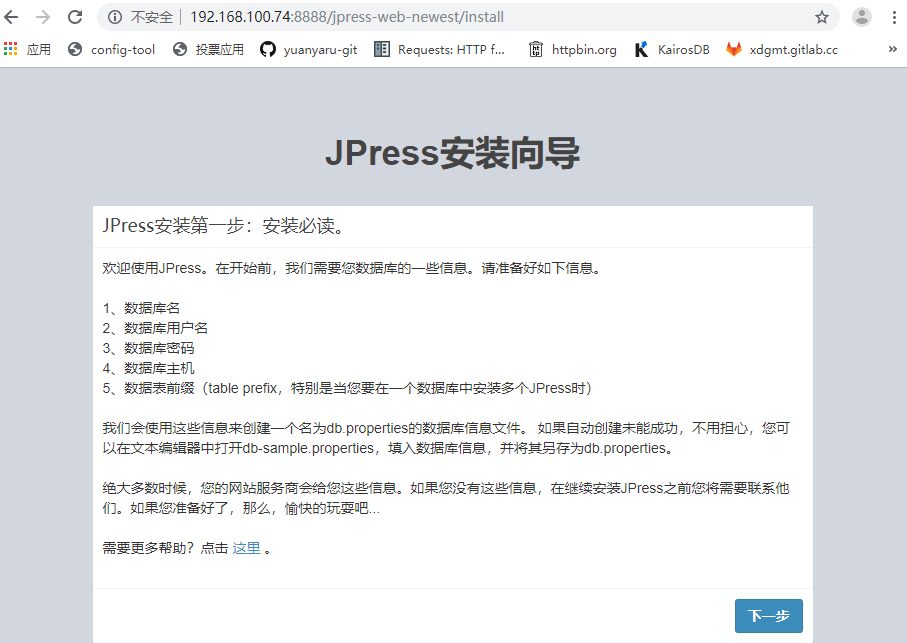 不安全 | 192.168.100.74:8888/jpress-web-newest/install
应用 config-tool 投票应用 yuanyaru-git Requests: HTTP f... httpbin.org KairosDB xdgmt.gitlab.cc »
JPress安装向导
JPress安装第一步：安装必读。
欢迎使用JPress。在开始前，我们需要您数据库的一些信息。请准备好如下信息。
1、数据库名
2、数据库用户名
3、数据库密码
4、数据库主机
5、数据表前缀（table prefix，特别是当您要在一个数据库中安装多个JPress时）
我们会使用这些信息来创建一个名为db.properties的数据库信息文件。 如果自动创建未能成功，不用担心，您可
以在文本编辑器中打开db-sample.properties，填入数据库信息，并将其另存为db.properties。
绝大多数时候，您的网站服务商会给您这些信息。如果您没有这些信息，在继续安装JPress之前您将需要联系他
们。如果您准备好了，那么，愉快的玩耍吧...
需要更多帮助？点击 这里 。
下一步